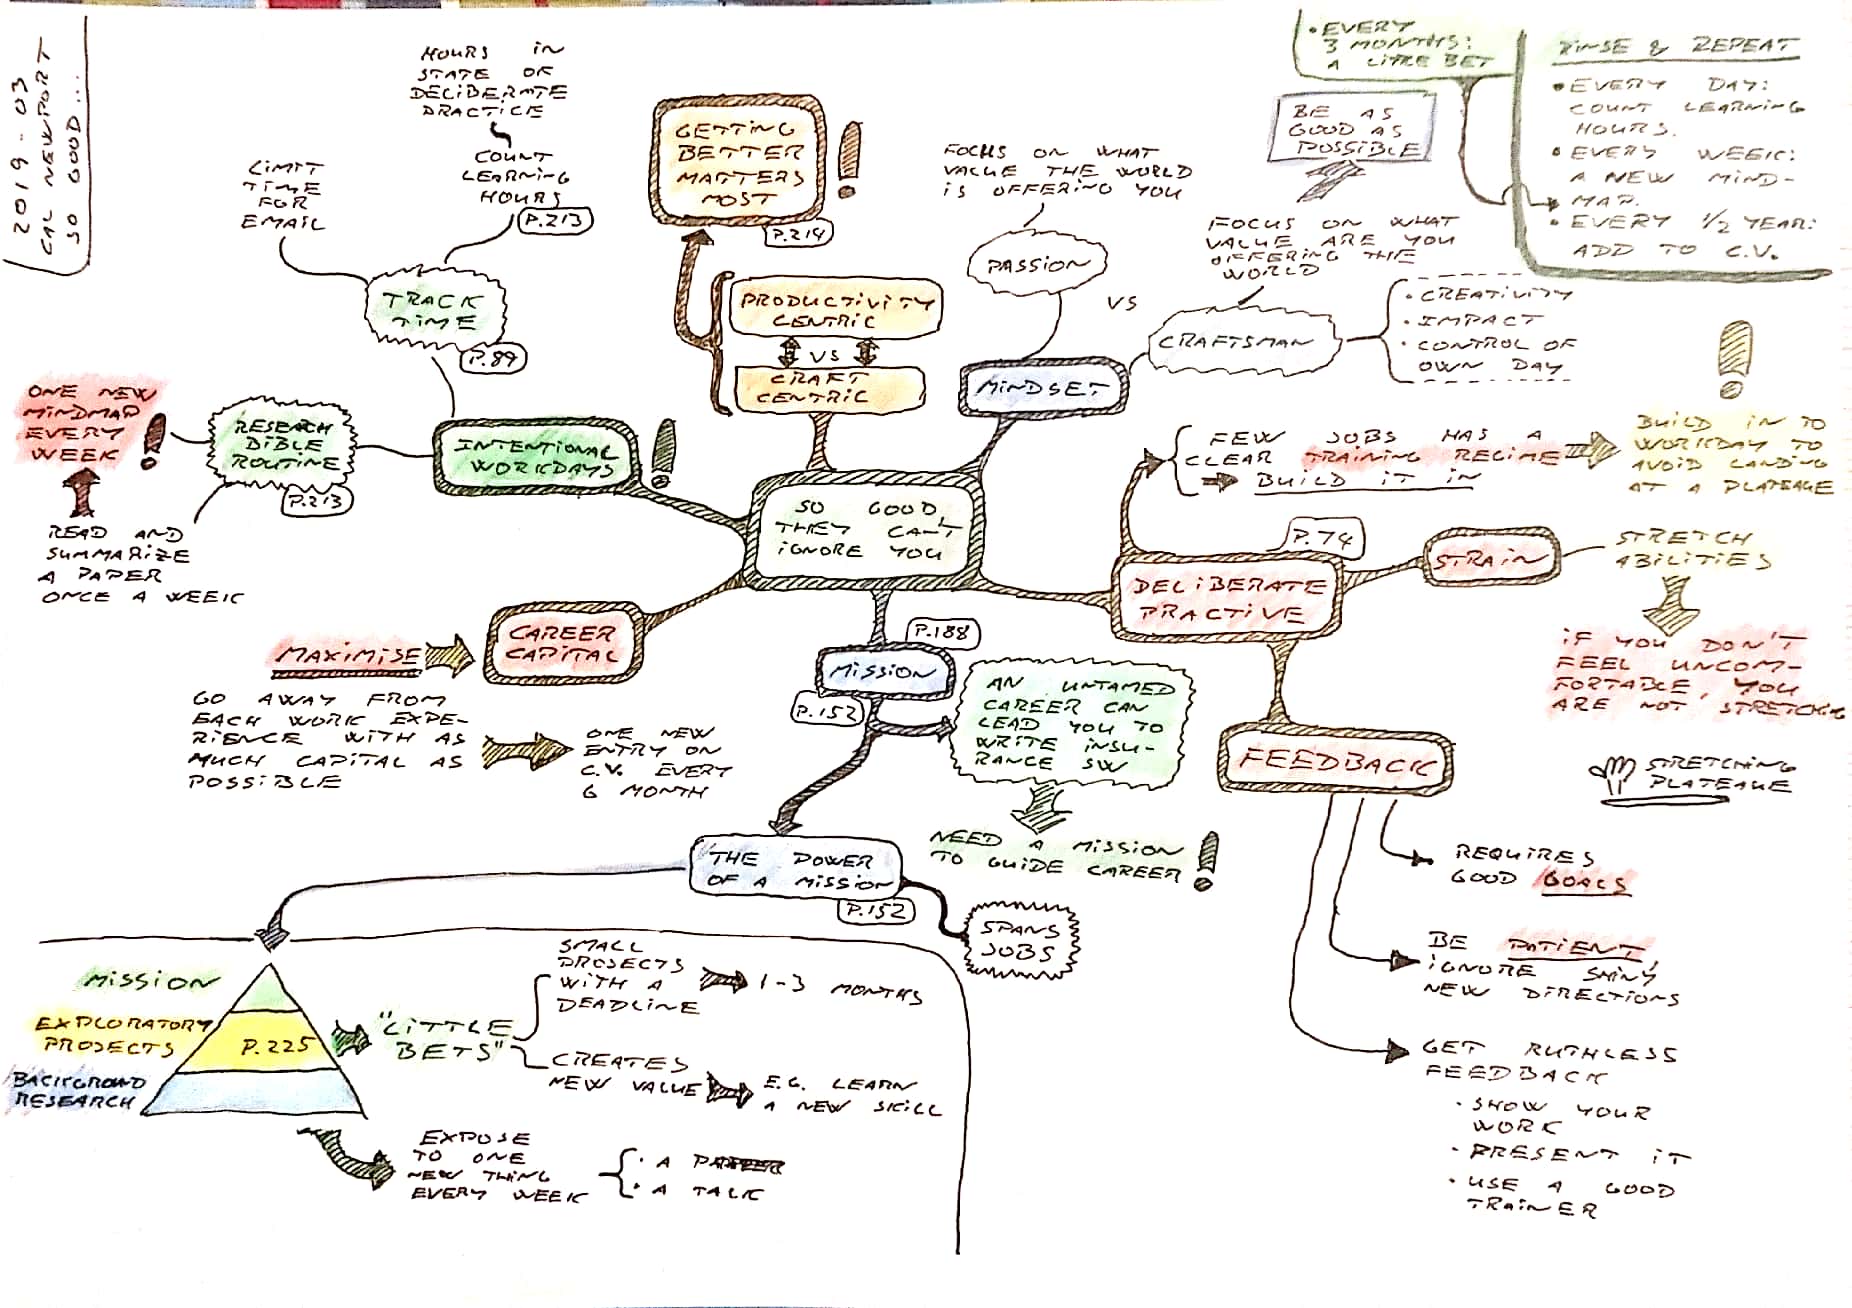 2019-03
CAL NEWPORT
SO GOOD...
HOURS IN
STATE OF
DELIBERATE
PRACTICE
COUNT
LEARNING
HOURS
P.213
LIMIT
TIME
FOR
EMAIL
TRACK
TIME
P.89
GETTING
BETTER
MATTERS
MOST
P.214
PRODUCTIVITY
CENTRIC
VS
CRAFT
CENTRIC
FOCUS ON WHAT
VALUE THE WORLD
IS OFFERING YOU
PASSION
VS
MINDSET
BE AS
GOOD AS
POSSIBLE
FOCUS ON WHAT
VALUE ARE YOU
OFFERING THE
WORLD
CRAFTSMAN
• CREATIVITY
• IMPACT
• CONTROL OF
OWN DAY
• EVERY
3 MONTHS:
A LITTLE BET
RINSE & REPEAT
• EVERY DAY:
COUNT LEARNING
HOURS.
• EVERY WEEK:
A NEW MIND-
MAP.
• EVERY 1/2 YEAR:
ADD TO C.V.
ONE NEW
MINDMAP
EVERY
WEEK
RESEARCH
BIBLE
ROUTINE
P.213
INTENTIONAL
WORKDAYS
READ AND
SUMMARIZE
A PAPER
ONCE A WEEK
SO GOOD
THEY CAN'T
IGNORE YOU
FEW JOBS HAS A
CLEAR TRAINING REGIME
BUILD IT IN
BUILD IN TO
WORKDAY TO
AVOID LANDING
AT A PLATEAUE
P.74
DELIBERATE
PRACTIVE
STRAIN
STRETCH
ABILITIES
IF YOU DON'T
FEEL UNCOM-
FORTABLE, YOU
ARE NOT STRETCHING
STRETCHING
PLATEAUE
MAXIMISE
CAREER
CAPITAL
GO AWAY FROM
EACH WORK EXPE-
RIENCE WITH AS
MUCH CAPITAL AS
POSSIBLE
ONE NEW
ENTRY ON
C.V. EVERY
6 MONTH
P.188
MISSION
P.152
AN UNTAMED
CAREER CAN
LEAD YOU TO
WRITE INSU-
RANCE SW
NEED A MISSION
TO GUIDE CAREER
THE POWER
OF A MISSION
P.152
SPANS
JOBS
FEEDBACK
REQUIRES
GOOD GOALS
BE PATIENT,
IGNORE SHINY
NEW DIRECTIONS
GET RUTHLESS
FEEDBACK
• SHOW YOUR
WORK
• PRESENT IT
• USE A GOOD
TRAINER
MISSION
EXPLORATORY
PROJECTS
P.225
BACKGROUND
RESEARCH
"LITTLE
BETS"
SMALL
PROJECTS
WITH A
DEADLINE
1-3 MONTHS
CREATES
NEW VALUE
E.G. LEARN
A NEW SKILL
EXPOSE
TO ONE
NEW THING
EVERY WEEK
• A PAPER
• A TALK